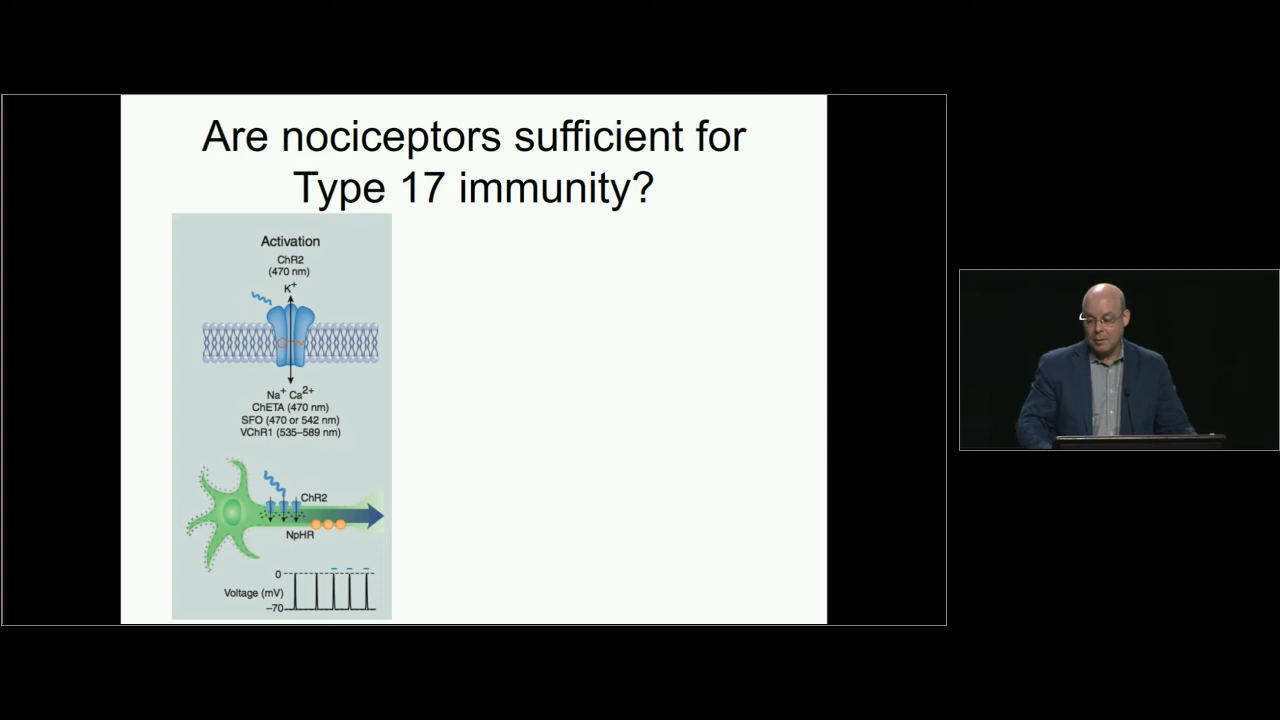 Are nociceptors sufficient for
Type 17 immunity?
Activation
ChR2
(470 nm)
K+
Na+ Ca2+
ChETA (470 nm)
SFO (470 or 542 nm)
VChR1 (535–589 nm)
ChR2
NpHR
0
Voltage (mV)
–70